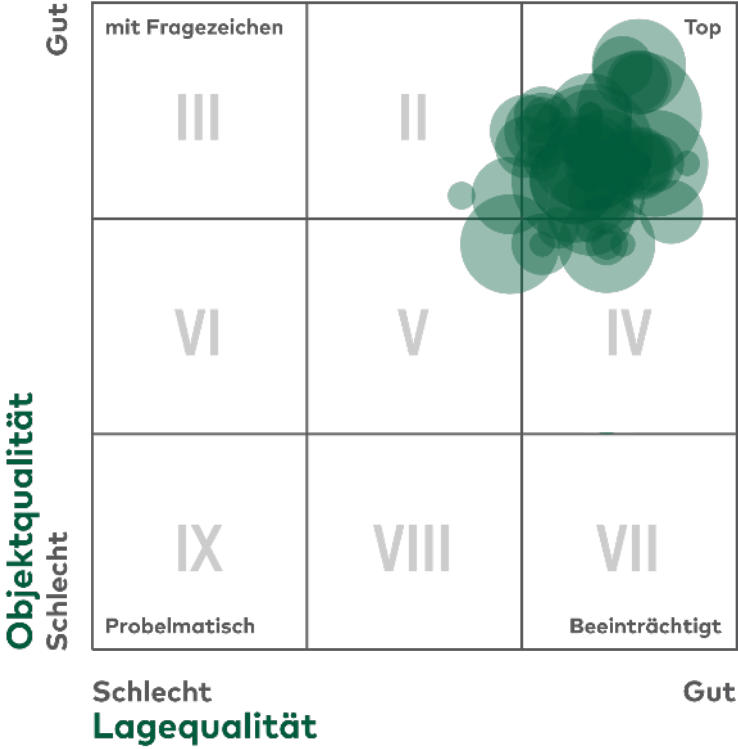 Gut
mit Fragezeichen
Top
III
II
VI
V
IV
Objektqualität
Schlecht
IX
VIII
VII
Probelmatisch
Beeinträchtigt
Schlecht
Gut
Lagequalität